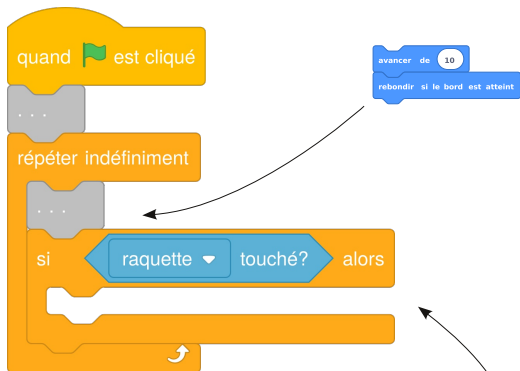 quand est cliqué
. . .
répéter indéfiniment
. . .
si raquette touché? alors
avancer de 10
rebondir si le bord est atteint